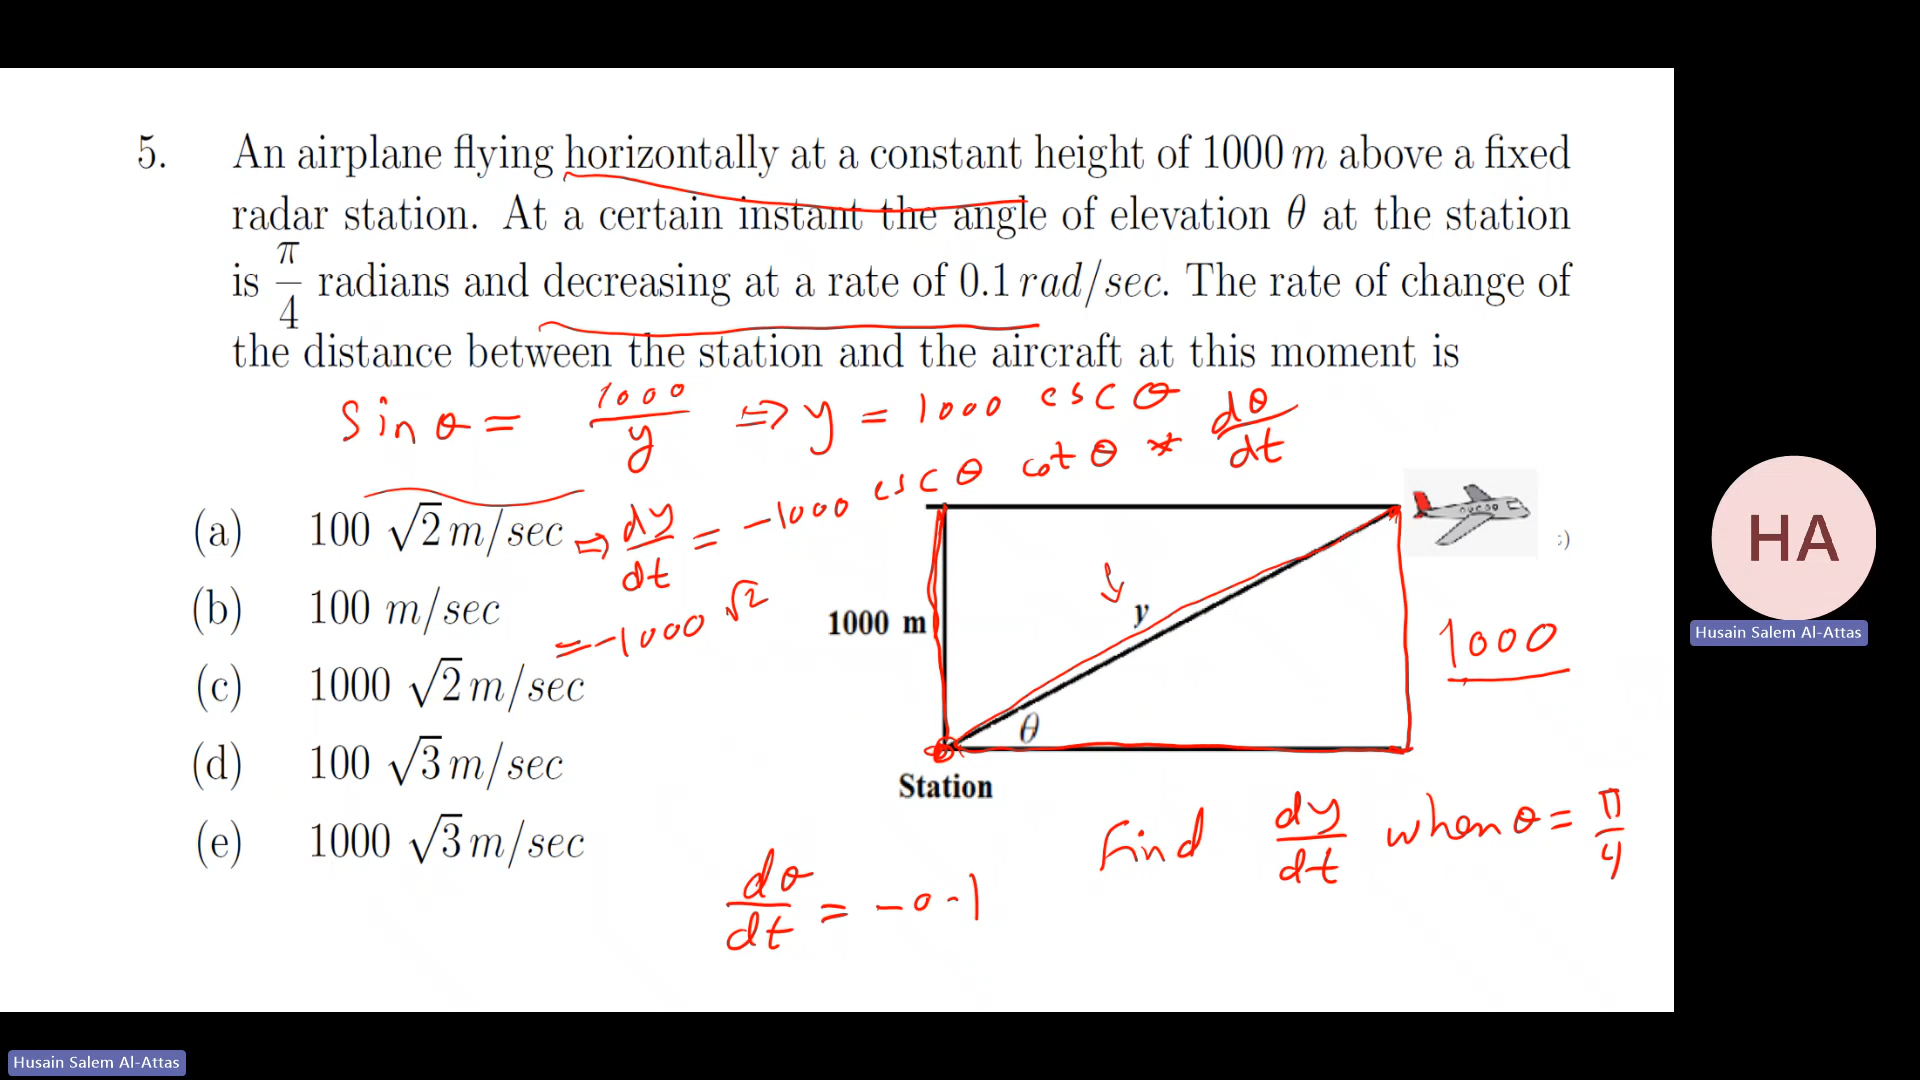 5. An airplane flying horizontally at a constant height of 1000 m above a fixed
radar station. At a certain instant the angle of elevation θ at the station
is π/4 radians and decreasing at a rate of 0.1 rad/sec. The rate of change of
the distance between the station and the aircraft at this moment is
sin θ = 1000/y ⇒ y = 1000 csc θ
⇒ dy/dt = -1000 csc θ cot θ * dθ/dt
= -1000 √2
(a) 100 √2 m/sec
(b) 100 m/sec
(c) 1000 √2 m/sec
(d) 100 √3 m/sec
(e) 1000 √3 m/sec
:)
1000 m
y
θ
Station
1000
Find dy/dt when θ = π/4
dθ/dt = -0.1
HA
Husain Salem Al-Attas
Husain Salem Al-Attas